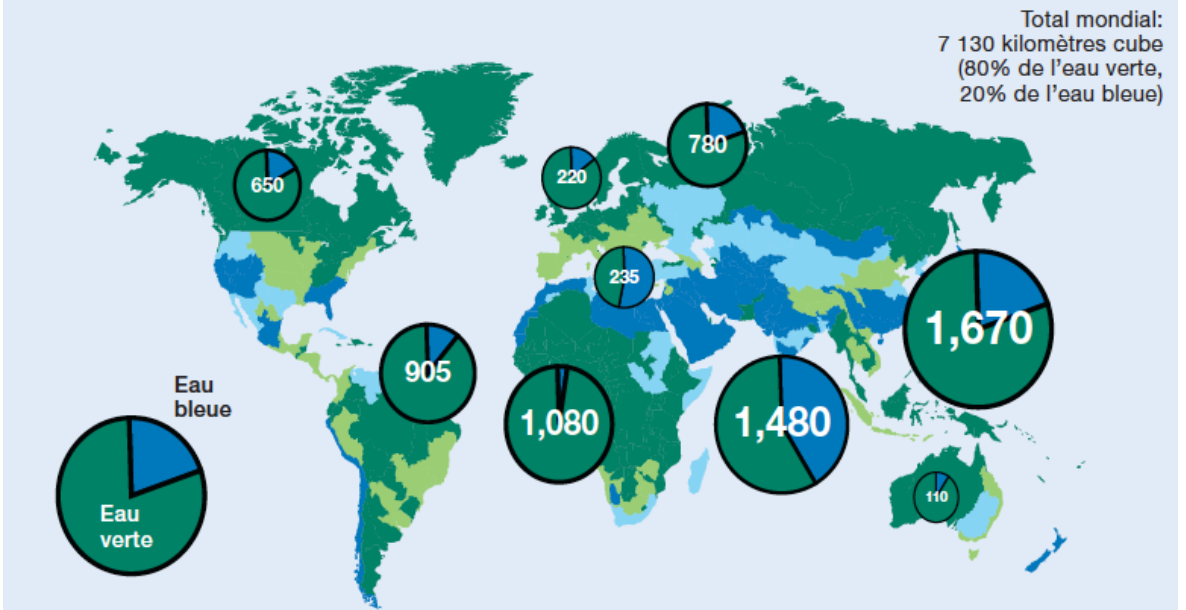 Total mondial:
7 130 kilomètres cube
(80% de l'eau verte,
20% de l'eau bleue)
780
220
650
235
1,670
905
1,080
1,480
110
Eau
bleue
Eau
verte